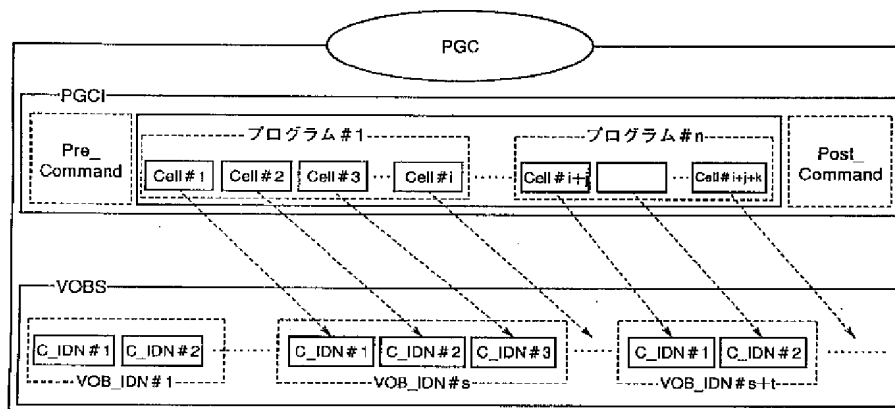 PGC
PGCI
Pre_
Command
プログラム#1
Cell#1 Cell#2 Cell#3 ... Cell#i
プログラム#n
Cell#i+j ... Cell#i+j+k
Post_
Command
VOBS
C_IDN#1 C_IDN#2
VOB_IDN#1
C_IDN#1 C_IDN#2 C_IDN#3
VOB_IDN#s
C_IDN#1 C_IDN#2
VOB_IDN#s+t